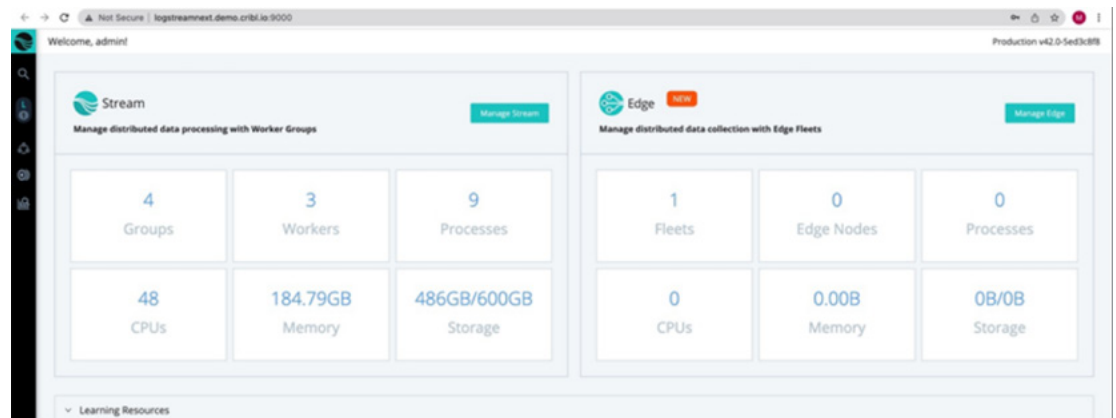 Not Secure | logstreamnext.demo.cribl.io:9000
M
Welcome, admin!
Production v42.0-5ed3c8f8
Stream
Manage Stream
Manage distributed data processing with Worker Groups
4
Groups
3
Workers
9
Processes
48
CPUs
184.79GB
Memory
486GB/600GB
Storage
Edge NEW
Manage Edge
Manage distributed data collection with Edge Fleets
1
Fleets
0
Edge Nodes
0
Processes
0
CPUs
0.00B
Memory
0B/0B
Storage
Learning Resources